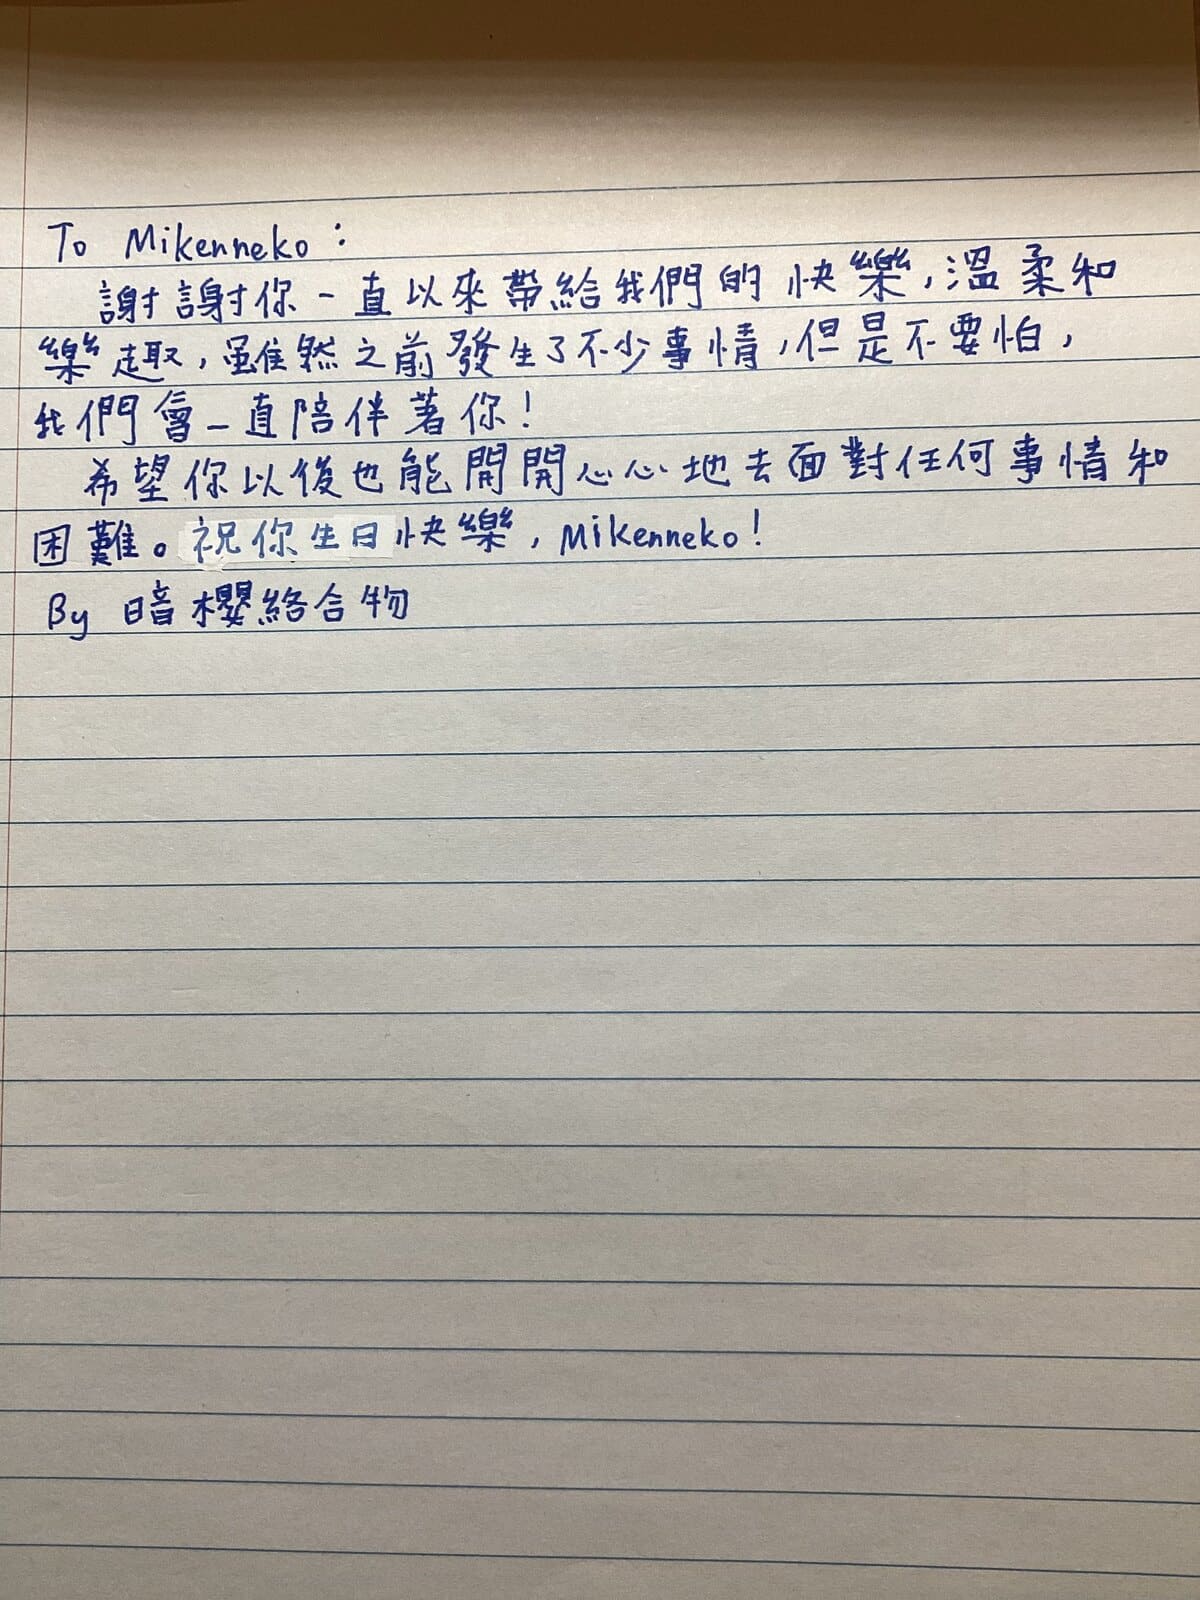 To Mikenneko：
謝謝你一直以來帶給我們的快樂，溫柔和
樂趣，雖然之前發生了不少事情，但是不要怕，
我們會一直陪伴著你！
希望你以後也能開開心心地去面對任何事情和
困難。祝你生日快樂，Mikenneko！
By 暗櫻絡合物